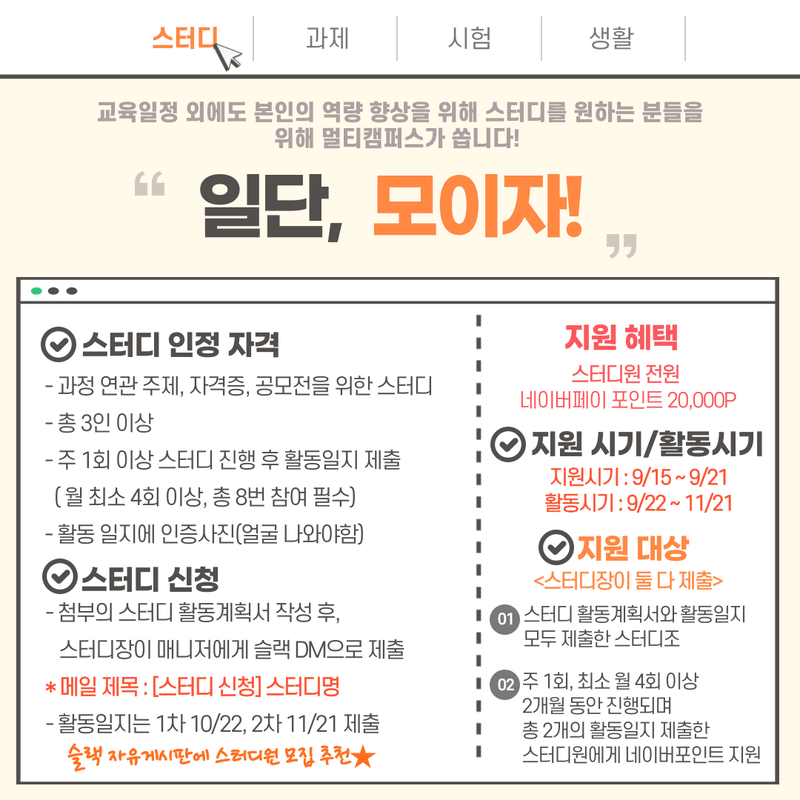 스터디
과제
시험
생활
교육일정 외에도 본인의 역량 향상을 위해 스터디를 원하는 분들을
위해 멀티캠퍼스가 쏩니다!
“ 일단, 모이자! ”
스터디 인정 자격
- 과정 연관 주제, 자격증, 공모전을 위한 스터디
- 총 3인 이상
- 주 1회 이상 스터디 진행 후 활동일지 제출
( 월 최소 4회 이상, 총 8번 참여 필수)
- 활동 일지에 인증사진(얼굴 나와야함)
스터디 신청
- 첨부의 스터디 활동계획서 작성 후,
스터디장이 매니저에게 슬랙 DM으로 제출
* 메일 제목 : [스터디 신청] 스터디명
- 활동일지는 1차 10/22, 2차 11/21 제출
슬랙 자유게시판에 스터디원 모집 추천★
지원 혜택
스터디원 전원
네이버페이 포인트 20,000P
지원 시기/활동시기
지원시기 : 9/15 ~ 9/21
활동시기 : 9/22 ~ 11/21
지원 대상
<스터디장이 둘 다 제출>
01 스터디 활동계획서와 활동일지
모두 제출한 스터디조
02 주 1회, 최소 월 4회 이상
2개월 동안 진행되며
총 2개의 활동일지 제출한
스터디원에게 네이버포인트 지원